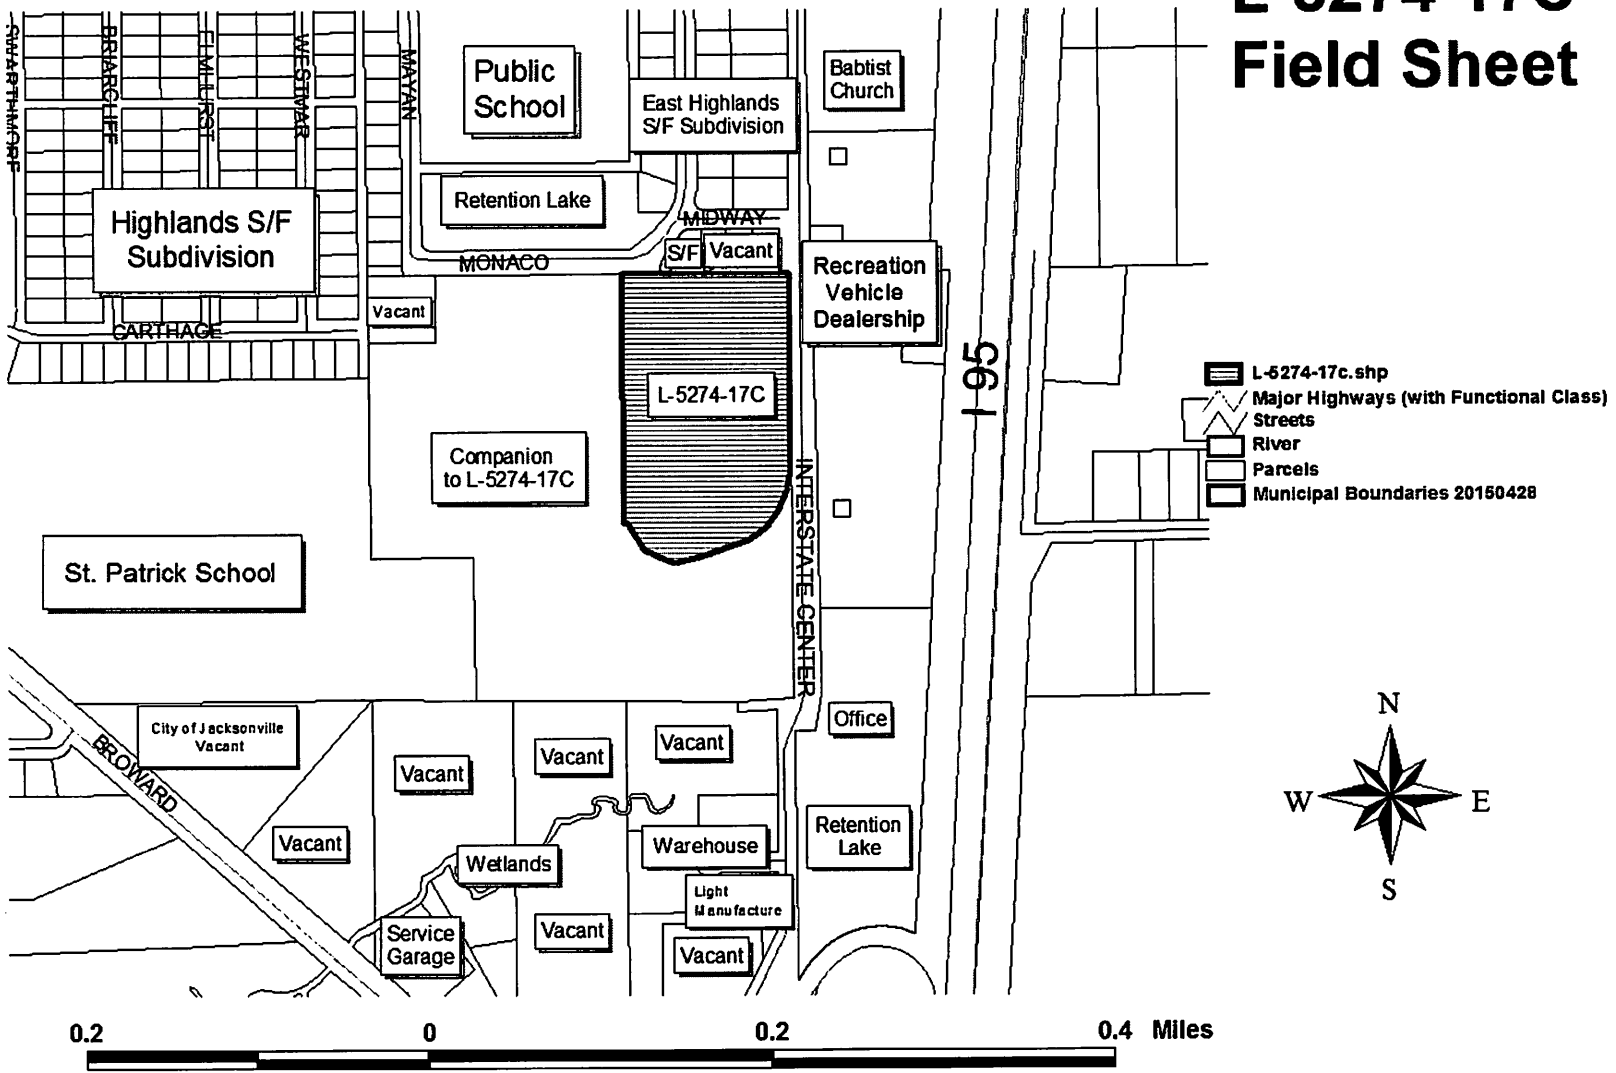 L-5274-17C
Field Sheet
SWARTHMORE
BRIARCLIFF
ELMHURST
WESTMAR
MAYAN
Public
School
East Highlands
S/F Subdivision
Babtist
Church
Retention Lake
Highlands S/F
Subdivision
MIDWAY
S/F
Vacant
MONACO
Recreation
Vehicle
Dealership
Vacant
CARTHAGE
I 95
L-5274-17C
L-5274-17c.shp
Major Highways (with Functional Class)
Streets
River
Parcels
Municipal Boundaries 20150428
Companion
to L-5274-17C
INTERSTATE CENTER
St. Patrick School
City of Jacksonville
Vacant
BROWARD
Vacant
Vacant
Vacant
Office
N
W
E
S
Vacant
Wetlands
Warehouse
Retention
Lake
Light
Manufacture
Service
Garage
Vacant
Vacant
0.2
0
0.2
0.4 Miles